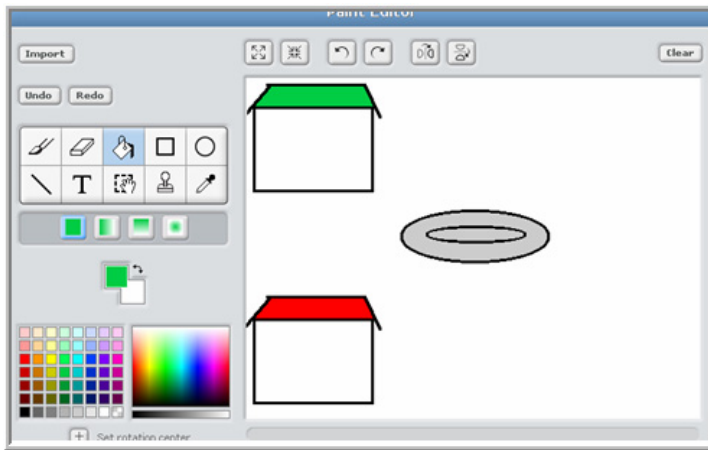 Paint Editor
Import
Clear
Undo Redo
T
Set rotation center